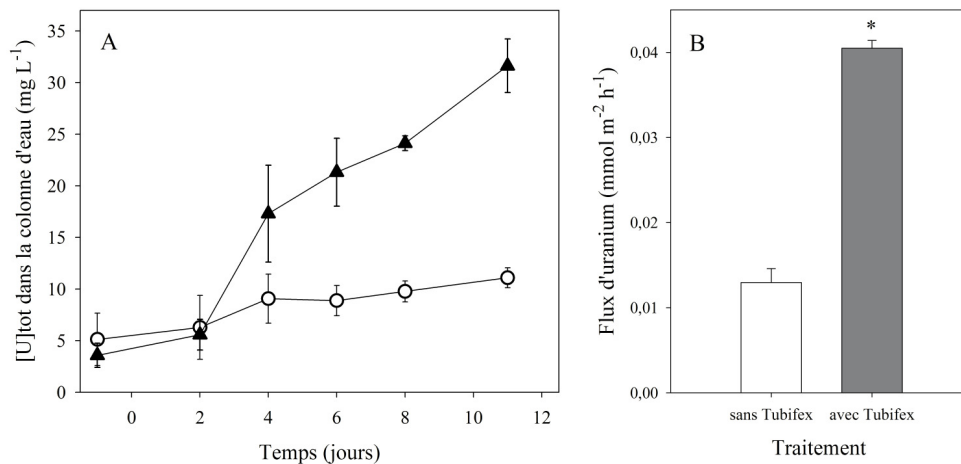 A
[U]tot dans la colonne d'eau (mg L-1)
35
30
25
20
15
10
5
0
0
2
4
6
8
10
12
Temps (jours)
B
*
Flux d'uranium (mmol m-2 h-1)
0,04
0,03
0,02
0,01
0,00
sans Tubifex
avec Tubifex
Traitement